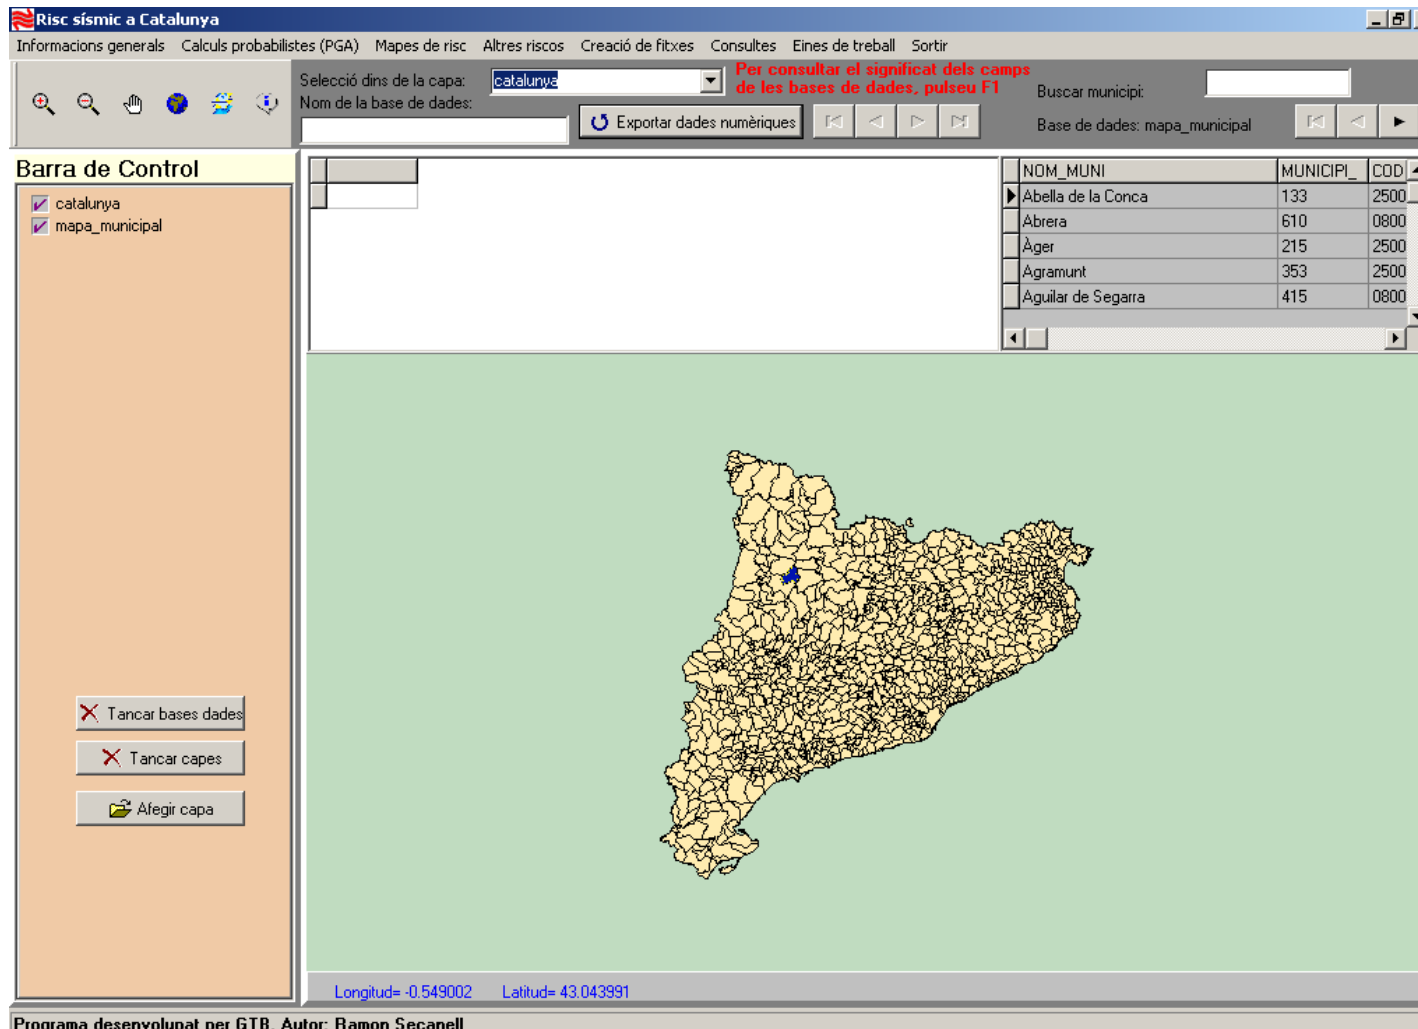 Risc sísmic a Catalunya
Informacions generals Calculs probabilistes (PGA) Mapes de risc Altres riscos Creació de fitxes Consultes Eines de treball Sortir
Selecció dins de la capa: catalunya
Per consultar el significat dels camps
de les bases de dades, pulseu F1
Nom de la base de dades:
Exportar dades numèriques
Buscar municipi:
Base de dades: mapa_municipal
Barra de Control
catalunya
mapa_municipal
NOM_MUNI MUNICIPI_ COD
Abella de la Conca 133 2500
Abrera 610 0800
Àger 215 2500
Agramunt 353 2500
Aguilar de Segarra 415 0800
Tancar bases dades
Tancar capes
Afegir capa
Longitud= -0.549002 Latitud= 43.043991
Programa desenvolupat per GTB. Autor: Ramon Secanell